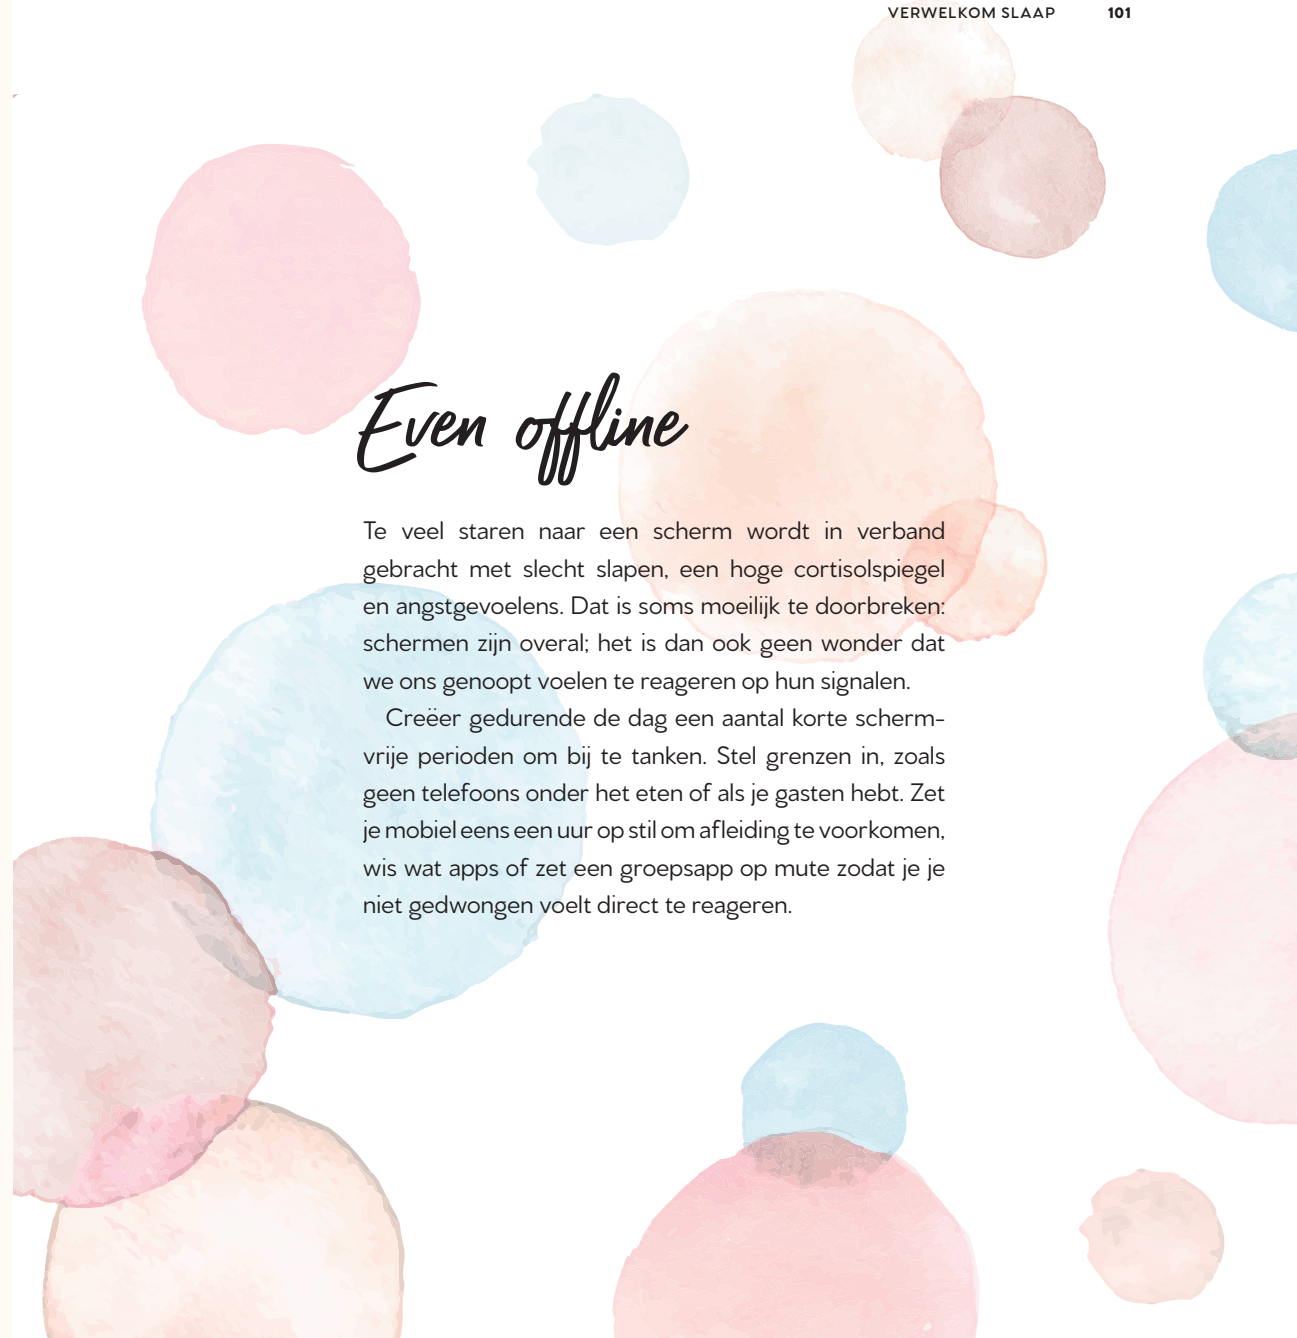 VERWELKOM SLAAP 101
Even offline
Te veel staren naar een scherm wordt in verband
gebracht met slecht slapen, een hoge cortisolspiegel
en angstgevoelens. Dat is soms moeilijk te doorbreken:
schermen zijn overal; het is dan ook geen wonder dat
we ons genoopt voelen te reageren op hun signalen.
Creëer gedurende de dag een aantal korte scherm-
vrije perioden om bij te tanken. Stel grenzen in, zoals
geen telefoons onder het eten of als je gasten hebt. Zet
je mobiel eens een uur op stil om afleiding te voorkomen,
wis wat apps of zet een groepsapp op mute zodat je je
niet gedwongen voelt direct te reageren.